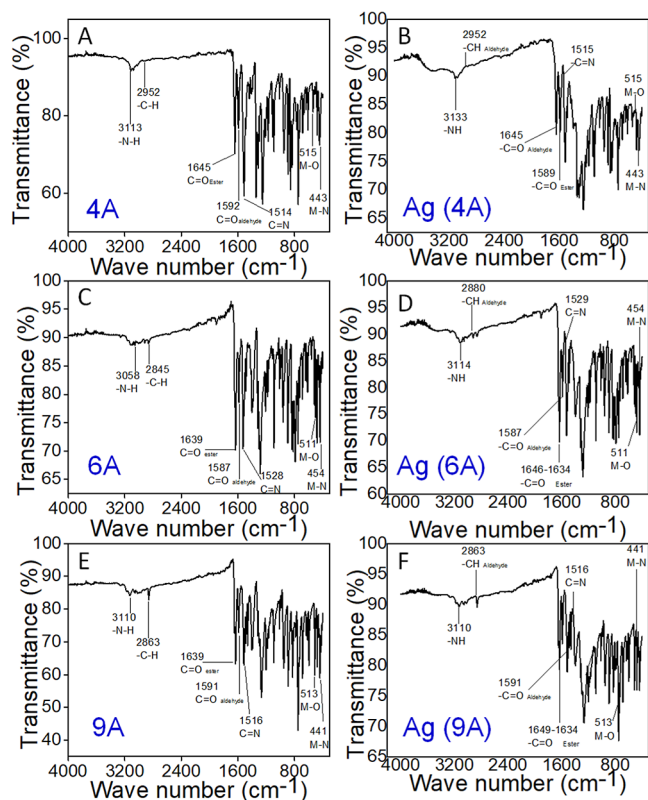 A
Transmittance (%)
100
80
60
2952
-C-H
3113
-N-H
1645
C=O Ester
1592
C=O aldehyde
1514
C=N
515
M-O
443
M-N
4A
4000 3200 2400 1600 800
Wave number (cm-1)
B
Transmittance (%)
100
95
90
85
80
75
70
65
2952
-CH Aldehyde
1515
-C=N
515
M-O
3133
-NH
1645
-C=O Aldehyde
1589
-C=O Ester
443
M-N
Ag (4A)
4000 3200 2400 1600 800
Wave number (cm-1)
C
Transmittance (%)
100
95
90
85
80
75
70
65
3058
-N-H
2845
-C-H
1639
C=O ester
1587
C=O aldehyde
1528
C=N
511
M-O
454
M-N
6A
4000 3200 2400 1600 800
Wave number (cm-1)
D
Transmittance (%)
100
95
90
85
80
75
70
65
60
2880
-CH Aldehyde
1529
C=N
454
M-N
3114
-NH
1587
-C=O Aldehyde
1646-1634
-C=O Ester
511
M-O
Ag (6A)
4000 3200 2400 1600 800
Wave number (cm-1)
E
Transmittance (%)
100
90
80
70
60
50
40
3110
-N-H
2863
-C-H
1639
C=O ester
1591
C=O aldehyde
1516
C=N
513
M-O
441
M-N
9A
4000 3200 2400 1600 800
Wave number (cm-1)
F
Transmittance (%)
100
95
90
85
80
75
70
65
2863
-CH Aldehyde
1516
C=N
441
M-N
3110
-NH
1591
-C=O Aldehyde
1649-1634
-C=O Ester
513
M-O
Ag (9A)
4000 3200 2400 1600 800
Wave number (cm-1)